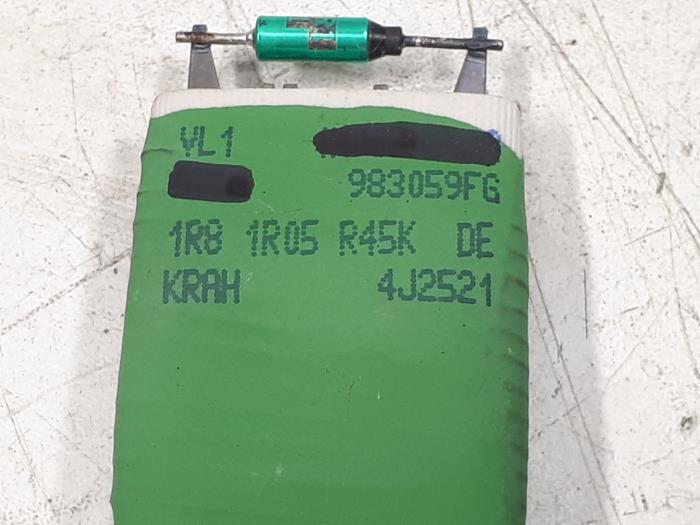 VL1
983059FG
1R8 1R05 R45K DE
KRAH 4J2521